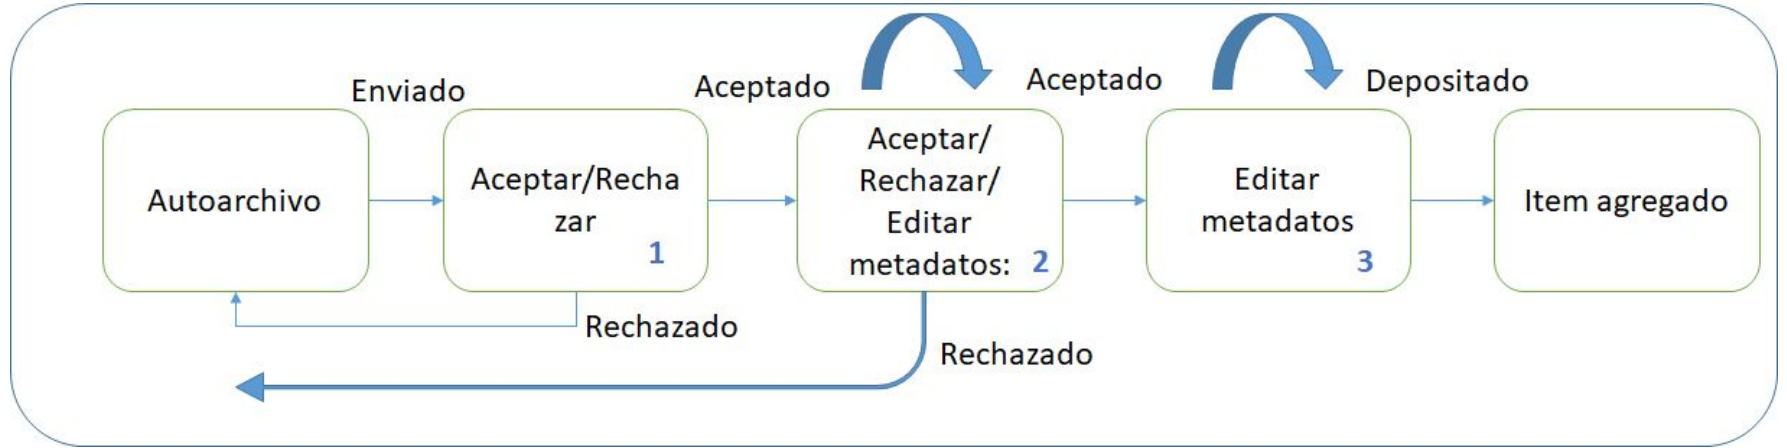 Enviado
Aceptado
Aceptado
Depositado
Autoarchivo
Aceptar/Recha
zar
1
Aceptar/
Rechazar/
Editar
metadatos: 2
Editar
metadatos
3
Item agregado
Rechazado
Rechazado